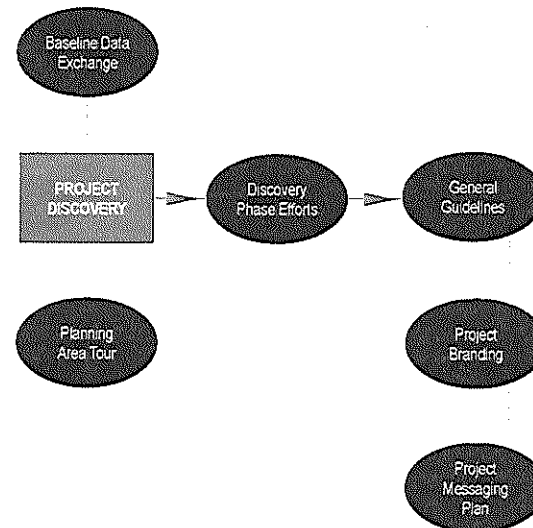 Baseline Data
Exchange
PROJECT
DISCOVERY
Discovery
Phase Efforts
General
Guidelines
Planning
Area Tour
Project
Branding
Project
Messaging
Plan